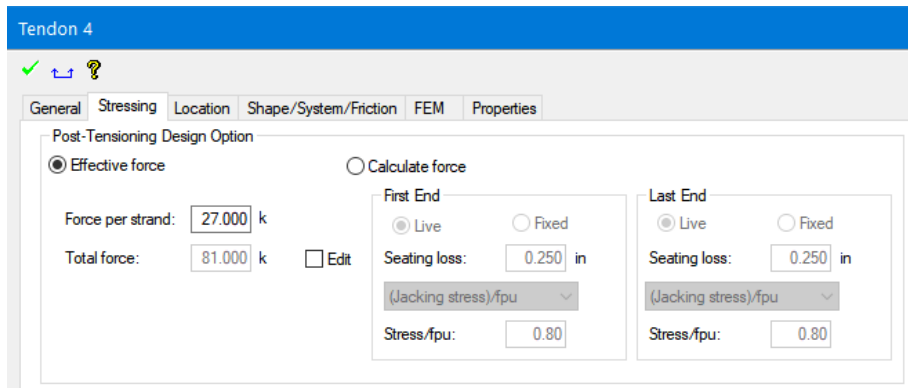 Tendon 4
General Stressing Location Shape/System/Friction FEM Properties
Post-Tensioning Design Option
Effective force Calculate force
First End Last End
Force per strand: 27.000 k Live Fixed Live Fixed
Total force: 81.000 k Edit Seating loss: 0.250 in Seating loss: 0.250 in
(Jacking stress)/fpu (Jacking stress)/fpu
Stress/fpu: 0.80 Stress/fpu: 0.80